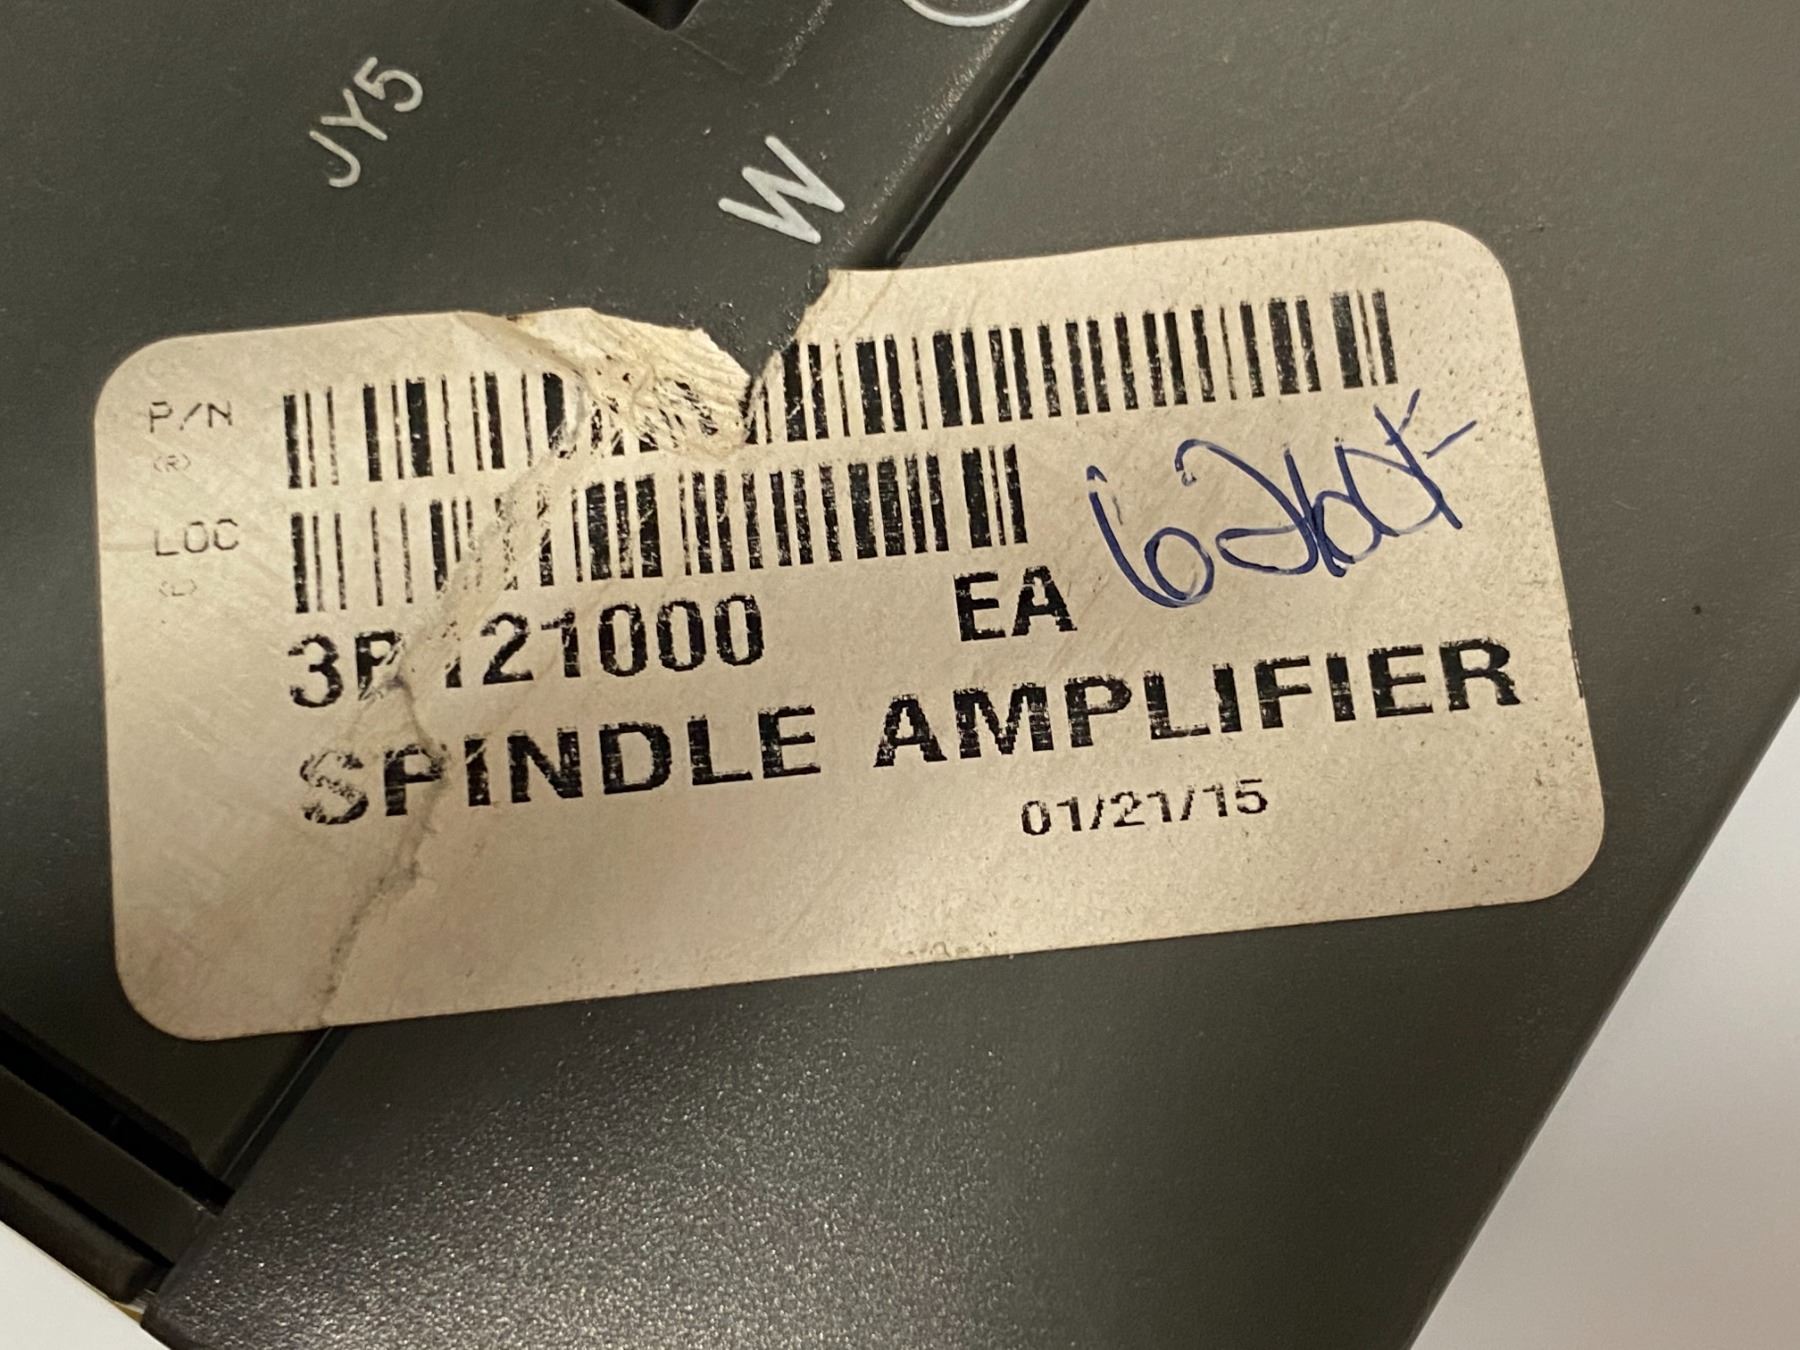 JY5
W
P/N
(R)
LOC
(L)
EA
SPINDLE AMPLIFIER
01/21/15